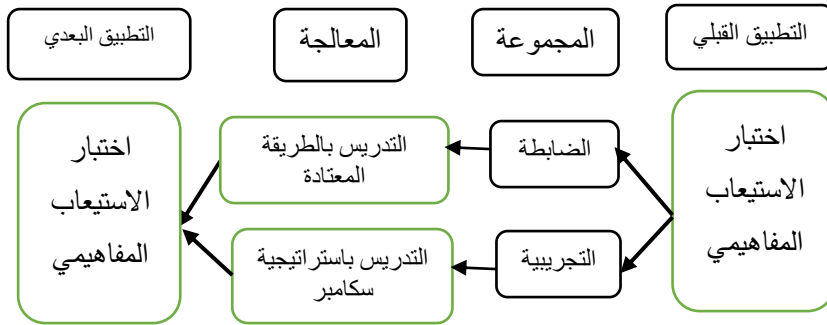 التطبيق القبلي
المجموعة
المعالجة
التطبيق البعدي
اختبار
الاستيعاب
المفاهيمي
الضابطة
التدريس بالطريقة
المعتادة
التجريبية
التدريس باستراتيجية
سكامبر
اختبار
الاستيعاب
المفاهيمي